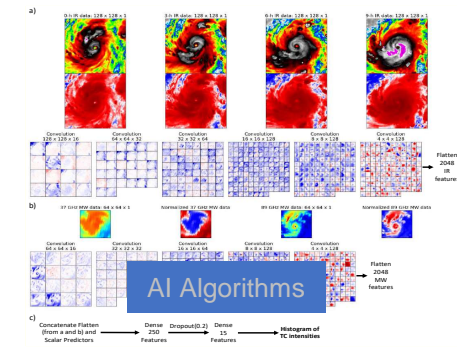 a)
0-h IR data: 128 x 128 x 1
3-h IR data: 128 x 128 x 1
6-h IR data: 128 x 128 x 1
9-h IR data: 128 x 128 x 1
Convolution
128 x 128 x 16
Convolution
64 x 64 x 32
Convolution
32 x 32 x 64
Convolution
16 x 16 x 128
Convolution
8 x 8 x 128
Convolution
4 x 4 x 128
Flatten
2048
IR
features
b)
37 GHz MW data: 64 x 64 x 1
Normalized 37 GHz MW data
89 GHz MW data: 64 x 64 x 1
Normalized 89 GHz MW data
Convolution
64 x 64 x 16
Convolution
32 x 32 x 32
Convolution
16 x 16 x 64
Convolution
8 x 8 x 128
Convolution
4 x 4 x 128
Flatten
2048
MW
features
AI Algorithms
c)
Concatenate Flatten
(from a and b) and
Scalar Predictors
Dense
250
Features
Dropout(0.2)
Dense
15
Features
Histogram of
TC intensities